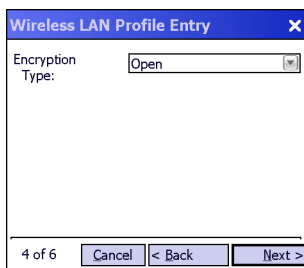 Wireless LAN Profile Entry X
Encryption Type: Open
4 of 6 Cancel < Back Next >